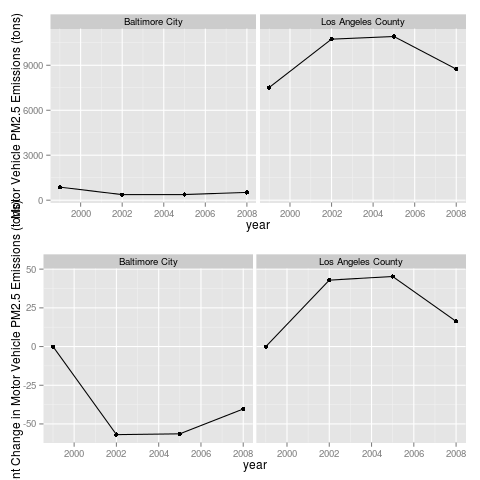 Baltimore City Los Angeles County
Motor Vehicle PM2.5 Emissions (tons)
9000
6000
3000
0
2000 2002 2004 2006 2008 2000 2002 2004 2006 2008
year
Baltimore City Los Angeles County
nt Change in Motor Vehicle PM2.5 Emissions (tons)
50
25
0
-25
-50
2000 2002 2004 2006 2008 2000 2002 2004 2006 2008
year